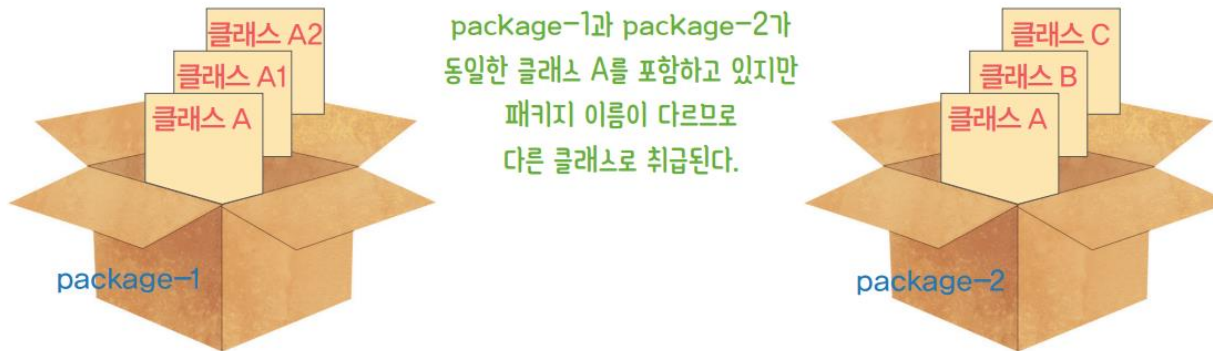 클래스 A2
클래스 A1
클래스 A
package-1
package-1과 package-2가
동일한 클래스 A를 포함하고 있지만
패키지 이름이 다르므로
다른 클래스로 취급된다.
클래스 C
클래스 B
클래스 A
package-2